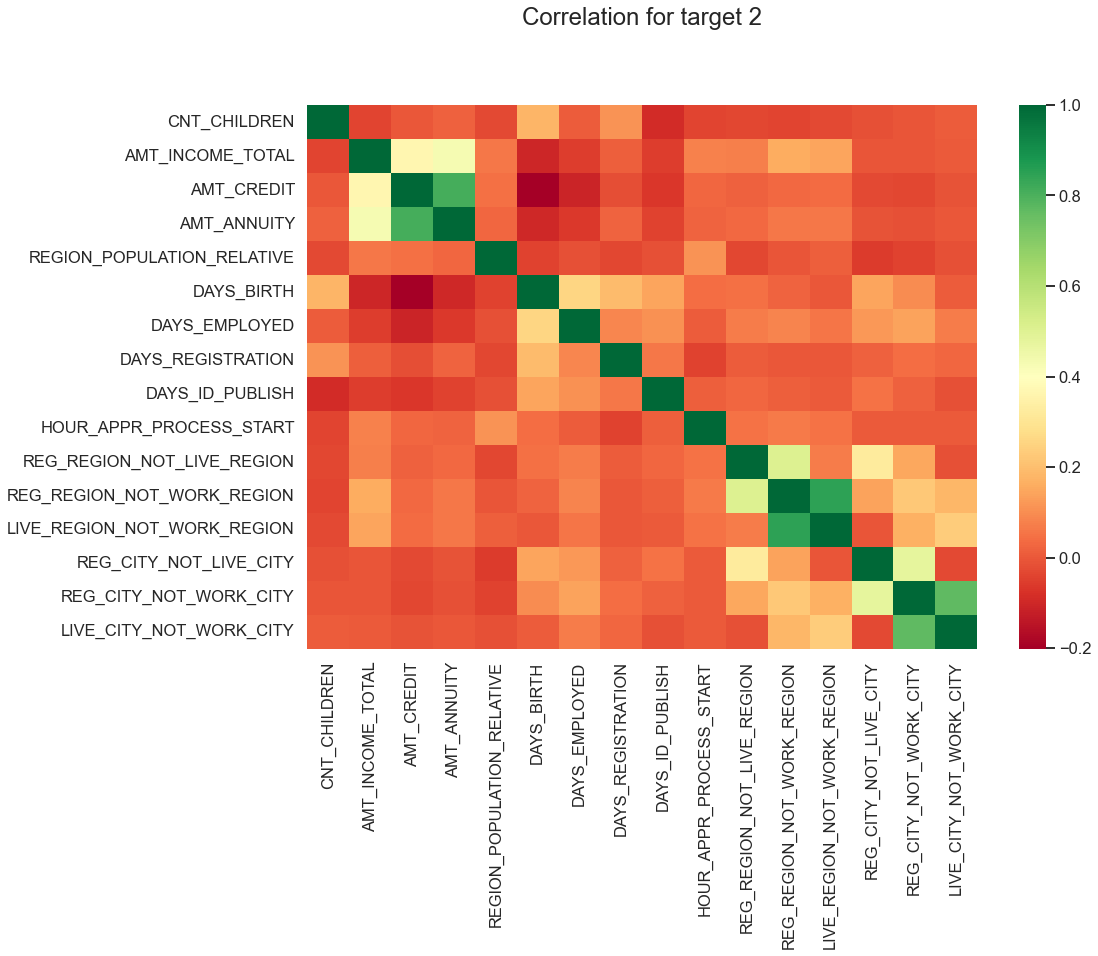 Correlation for target 2
CNT_CHILDREN
AMT_INCOME_TOTAL
AMT_CREDIT
AMT_ANNUITY
REGION_POPULATION_RELATIVE
DAYS_BIRTH
DAYS_EMPLOYED
DAYS_REGISTRATION
DAYS_ID_PUBLISH
HOUR_APPR_PROCESS_START
REG_REGION_NOT_LIVE_REGION
REG_REGION_NOT_WORK_REGION
LIVE_REGION_NOT_WORK_REGION
REG_CITY_NOT_LIVE_CITY
REG_CITY_NOT_WORK_CITY
LIVE_CITY_NOT_WORK_CITY
CNT_CHILDREN
AMT_INCOME_TOTAL
AMT_CREDIT
AMT_ANNUITY
REGION_POPULATION_RELATIVE
DAYS_BIRTH
DAYS_EMPLOYED
DAYS_REGISTRATION
DAYS_ID_PUBLISH
HOUR_APPR_PROCESS_START
REG_REGION_NOT_LIVE_REGION
REG_REGION_NOT_WORK_REGION
LIVE_REGION_NOT_WORK_REGION
REG_CITY_NOT_LIVE_CITY
REG_CITY_NOT_WORK_CITY
LIVE_CITY_NOT_WORK_CITY
1.0
0.8
0.6
0.4
0.2
0.0
−0.2